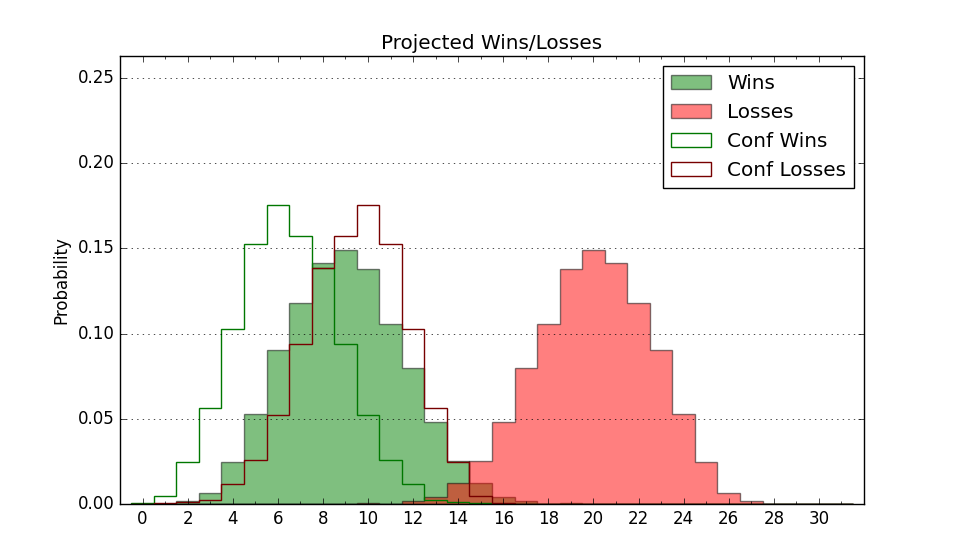 Projected Wins/Losses
Wins
Losses
Conf Wins
Conf Losses
Probability
0.25
0.20
0.15
0.10
0.05
0.00
0 2 4 6 8 10 12 14 16 18 20 22 24 26 28 30